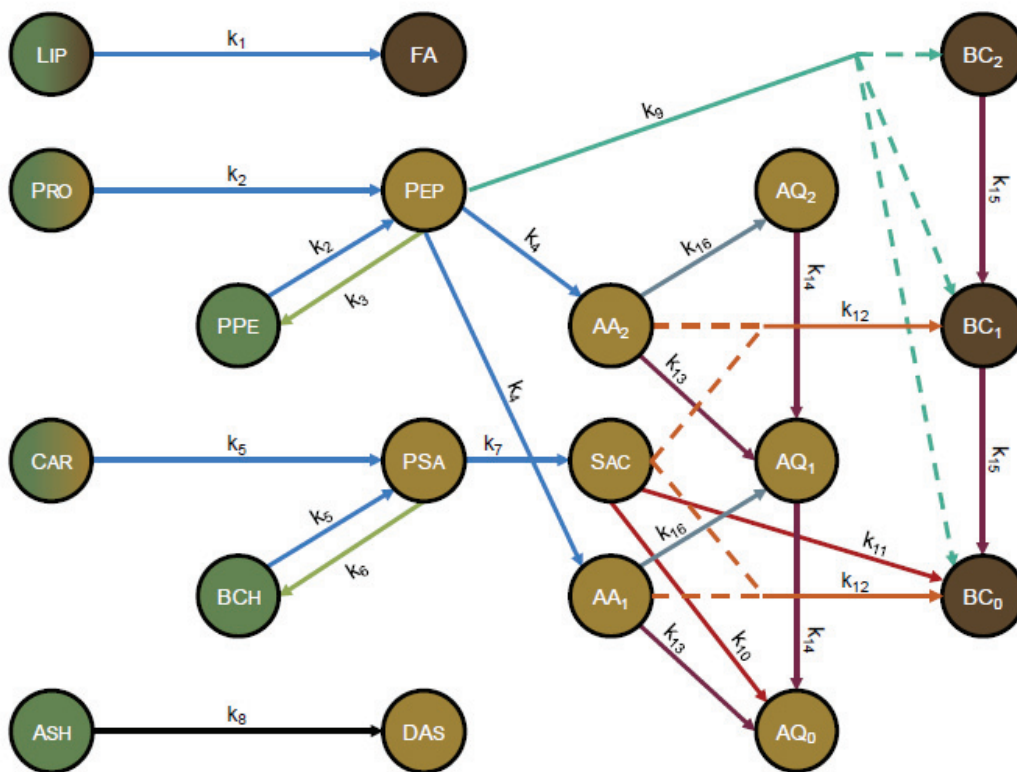 LIP k1 FA BC2
k9
PRO k2 PEP AQ2 k15
k2 k4 k16 k14
k3
PPE AA2 k12 BC1
k13
k4
CAR k5 PSA k7 SAC AQ1 k15
k5 k16 k11
k6
BCH AA1 k12 BC0
k13 k10 k14
ASH k8 DAS AQ0